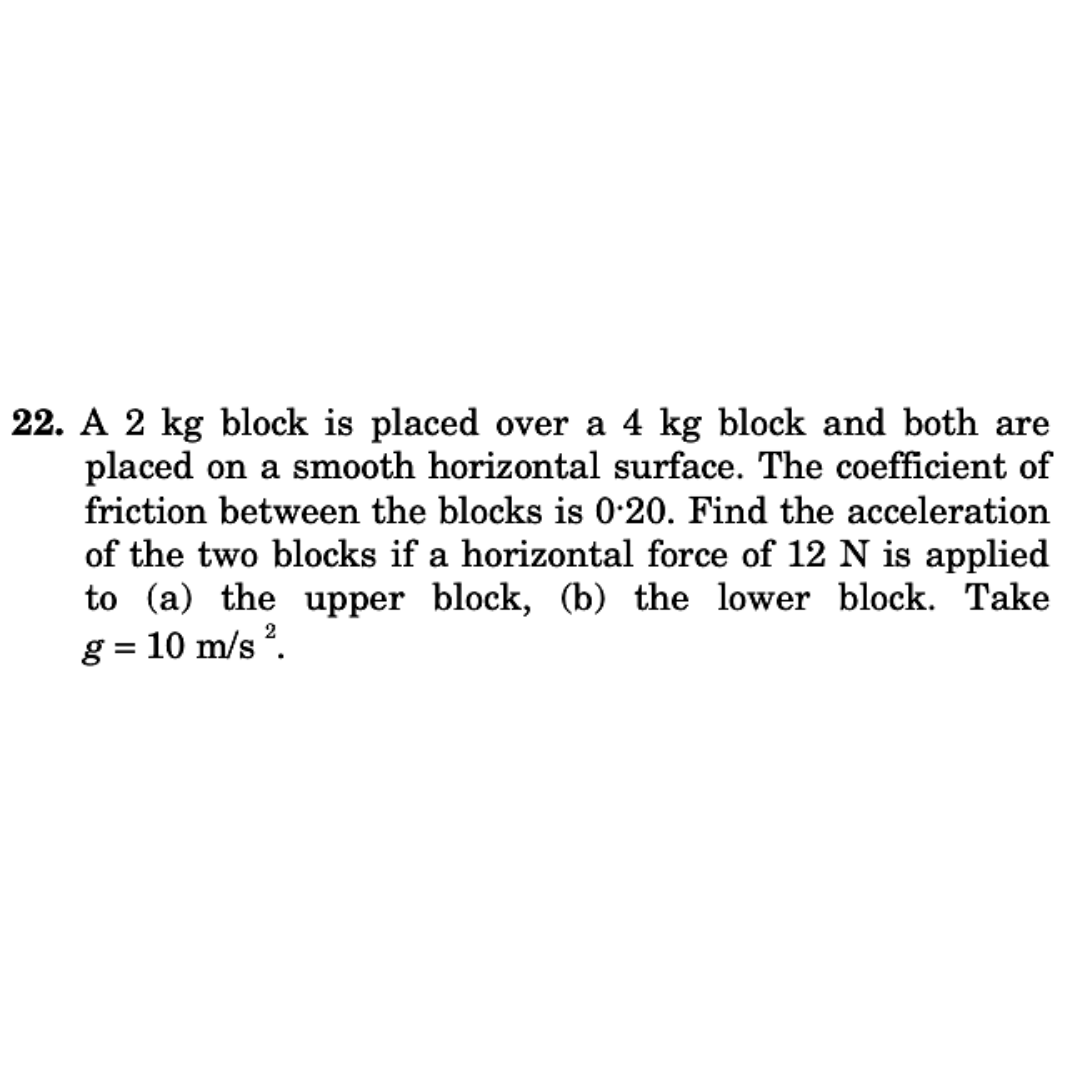 22. A 2 kg block is placed over a 4 kg block and both are
placed on a smooth horizontal surface. The coefficient of
friction between the blocks is 0·20. Find the acceleration
of the two blocks if a horizontal force of 12 N is applied
to (a) the upper block, (b) the lower block. Take
g = 10 m/s ².